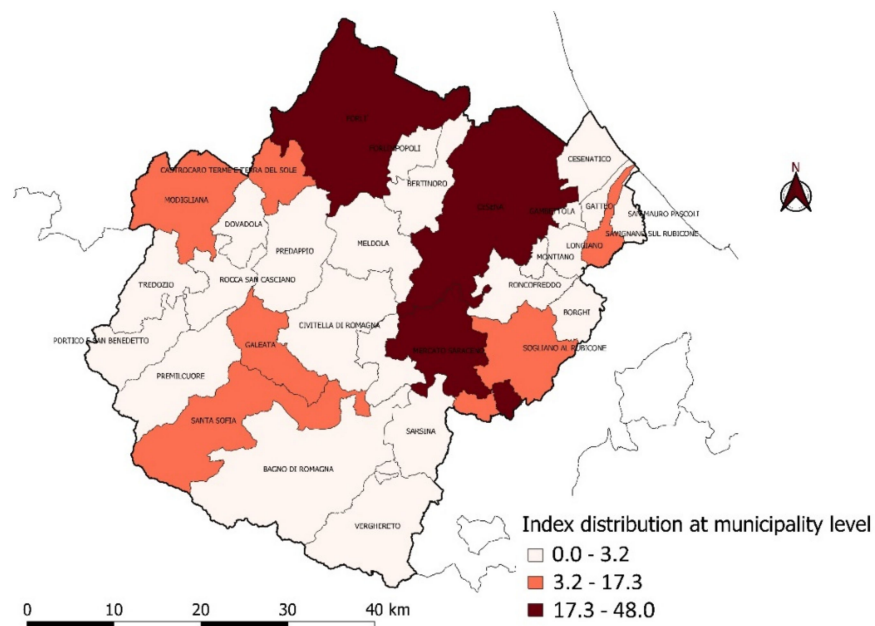 N
FORLI'
FORLIMPOPOLI
CESENATICO
CASTROCARO TERME E TERRA DEL SOLE
BERTINORO
MODIGLIANA
CESENA
GAMBETTOLA
GATTEO
SAN MAURO PASCOLI
DOVADOLA
SAVIGNANO SUL RUBICONE
PREDAPPIO
MELDOLA
LONGIANO
MONTIANO
ROCCA SAN CASCIANO
TREDOZIO
RONCOFREDDO
BORGHI
CIVITELLA DI ROMAGNA
PORTICO E SAN BENEDETTO
GALEATA
MERCATO SARACENO
SOGLIANO AL RUBICONE
PREMILCUORE
SANTA SOFIA
SARSINA
BAGNO DI ROMAGNA
VERGHERETO
Index distribution at municipality level
0.0 - 3.2
3.2 - 17.3
17.3 - 48.0
0 10 20 30 40 km